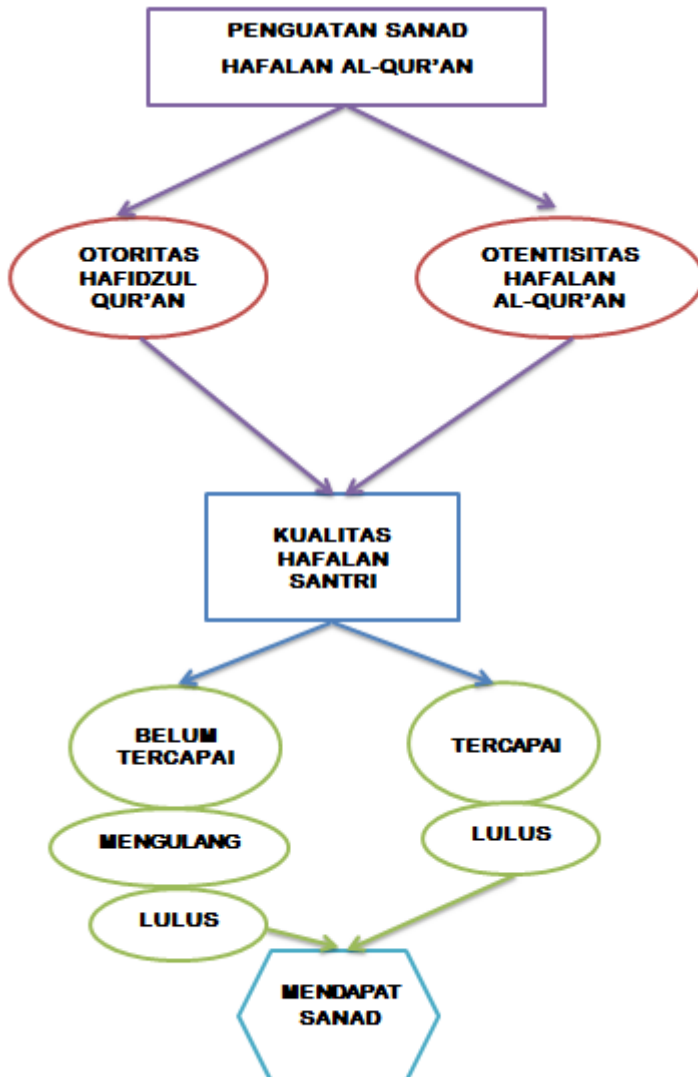 PENGUATAN SANAD
HAFALAN AL-QUR'AN
OTORITAS
HAFIDZUL
QUR'AN
OTENTISITAS
HAFALAN
AL-QUR'AN
KUALITAS
HAFALAN
SANTRI
BELUM
TERCAPAI
TERCAPAI
MENGULANG
LULUS
LULUS
MENDAPAT
SANAD